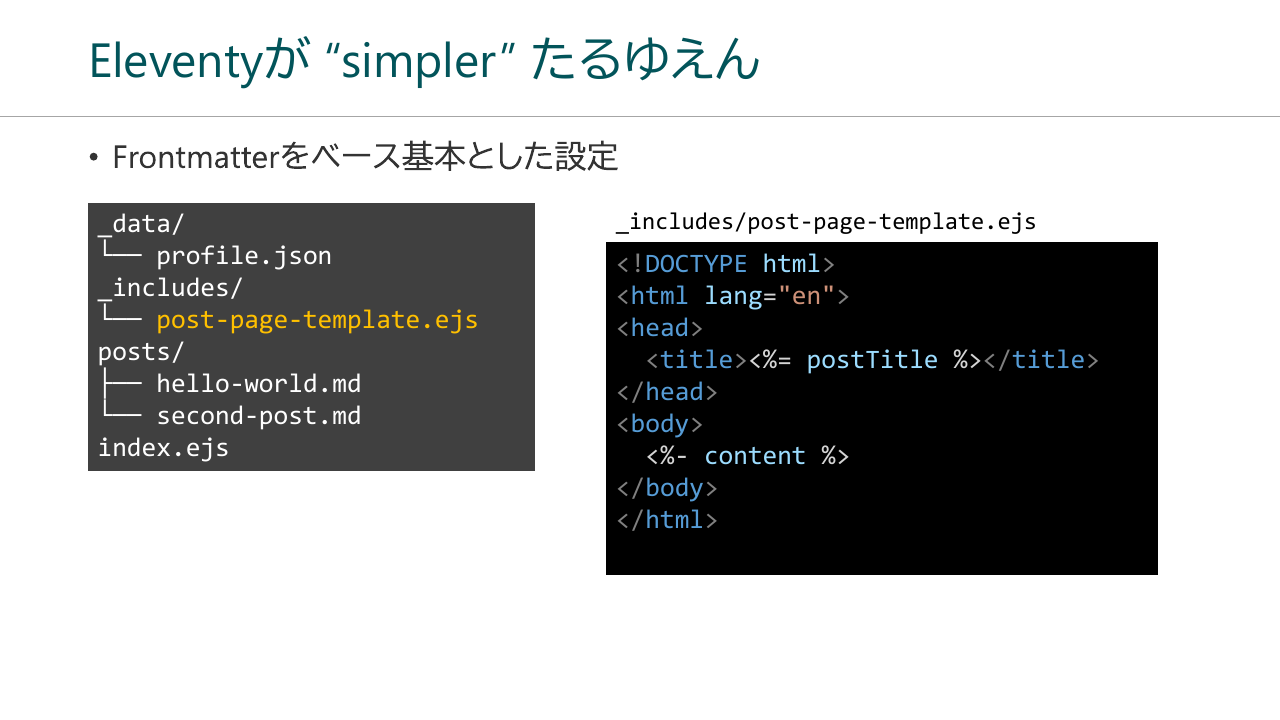 Eleventyが “simpler” たるゆえん
• Frontmatterをベース基本とした設定
_data/
└── profile.json
_includes/
└── post-page-template.ejs
posts/
├── hello-world.md
└── second-post.md
index.ejs
_includes/post-page-template.ejs
<!DOCTYPE html>
<html lang="en">
<head>
  <title><%= postTitle %></title>
</head>
<body>
  <%- content %>
</body>
</html>